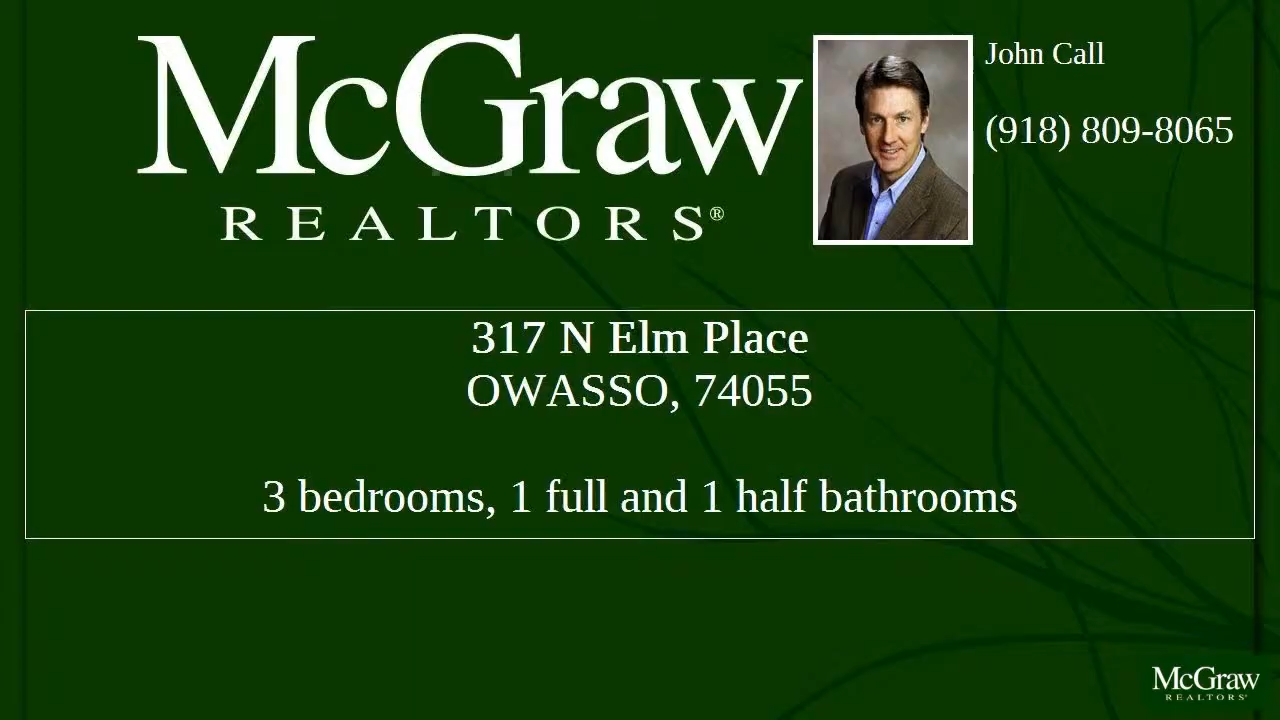 McGraw
REALTORS®
John Call
(918) 809-8065
317 N Elm Place
OWASSO, 74055
3 bedrooms, 1 full and 1 half bathrooms
McGraw
REALTORS®